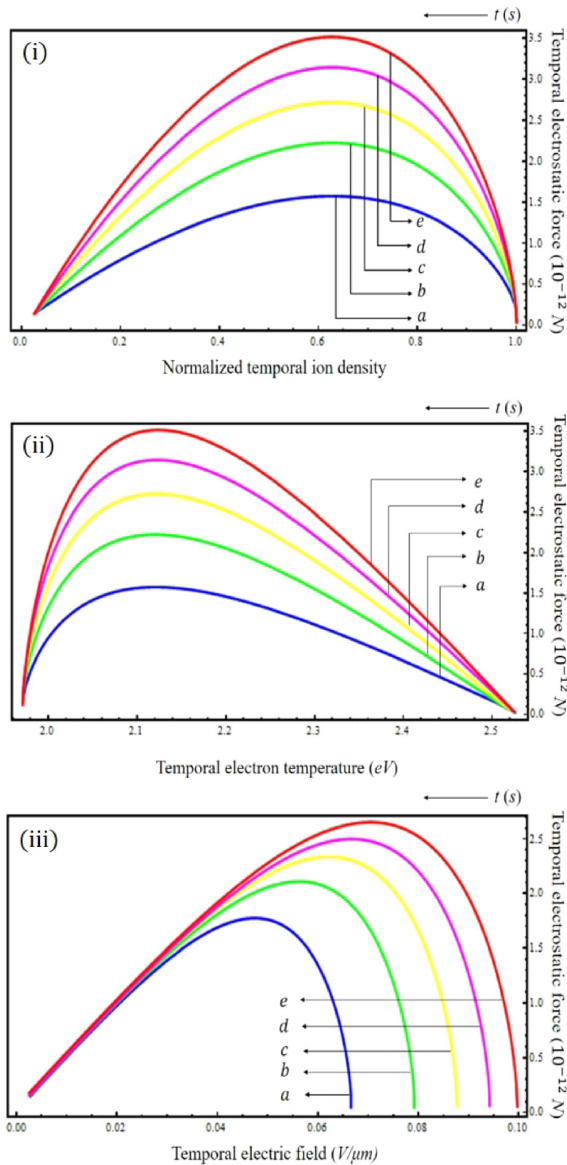 (i)
t (s)
3.5
3.0
2.5
2.0
1.5
1.0
0.5
0.0
Temporal electrostatic force (10⁻¹² N)
e
d
c
b
a
0.0 0.2 0.4 0.6 0.8 1.0
Normalized temporal ion density
(ii)
t (s)
3.5
3.0
2.5
2.0
1.5
1.0
0.5
0.0
Temporal electrostatic force (10⁻¹² N)
e
d
c
b
a
2.0 2.1 2.2 2.3 2.4 2.5
Temporal electron temperature (eV)
(iii)
t (s)
2.5
2.0
1.5
1.0
0.5
0.0
Temporal electrostatic force (10⁻¹² N)
e
d
c
b
a
0.00 0.02 0.04 0.06 0.08 0.10
Temporal electric field (V/μm)